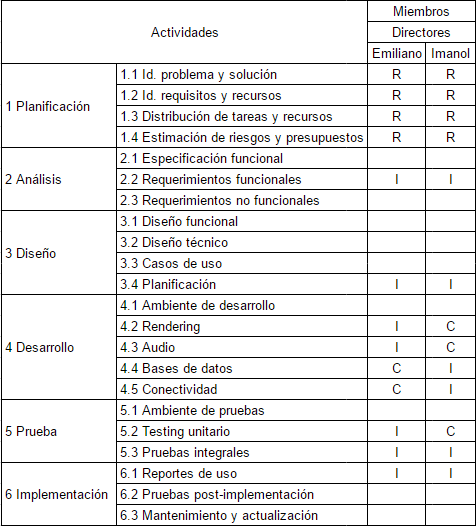 Actividades Miembros
Directores
Emiliano Imanol
1 Planificación 1.1 Id. problema y solución R R
1.2 Id. requisitos y recursos R R
1.3 Distribución de tareas y recursos R R
1.4 Estimación de riesgos y presupuestos R R
2 Análisis 2.1 Especificación funcional
2.2 Requerimientos funcionales I I
2.3 Requerimientos no funcionales
3 Diseño 3.1 Diseño funcional
3.2 Diseño técnico
3.3 Casos de uso
3.4 Planificación I I
4 Desarrollo 4.1 Ambiente de desarrollo
4.2 Rendering I C
4.3 Audio I C
4.4 Bases de datos C I
4.5 Conectividad C I
5 Prueba 5.1 Ambiente de pruebas
5.2 Testing unitario I C
5.3 Pruebas integrales I I
6 Implementación 6.1 Reportes de uso I I
6.2 Pruebas post-implementación
6.3 Mantenimiento y actualización